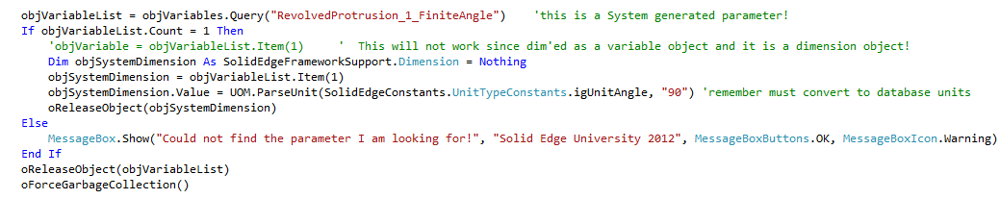 objVariableList = objVariables.Query("RevolvedProtrusion_1_FiniteAngle")    'this is a System generated parameter!
If objVariableList.Count = 1 Then
    'objVariable = objVariableList.Item(1)     '  This will not work since dim'ed as a variable object and it is a dimension object!
    Dim objSystemDimension As SolidEdgeFrameworkSupport.Dimension = Nothing
    objSystemDimension = objVariableList.Item(1)
    objSystemDimension.Value = UOM.ParseUnit(SolidEdgeConstants.UnitTypeConstants.igUnitAngle, "90") 'remember must convert to database units
    oReleaseObject(objSystemDimension)
Else
    MessageBox.Show("Could not find the parameter I am looking for!", "Solid Edge University 2012", MessageBoxButtons.OK, MessageBoxIcon.Warning)
End If
oReleaseObject(objVariableList)
oForceGarbageCollection()